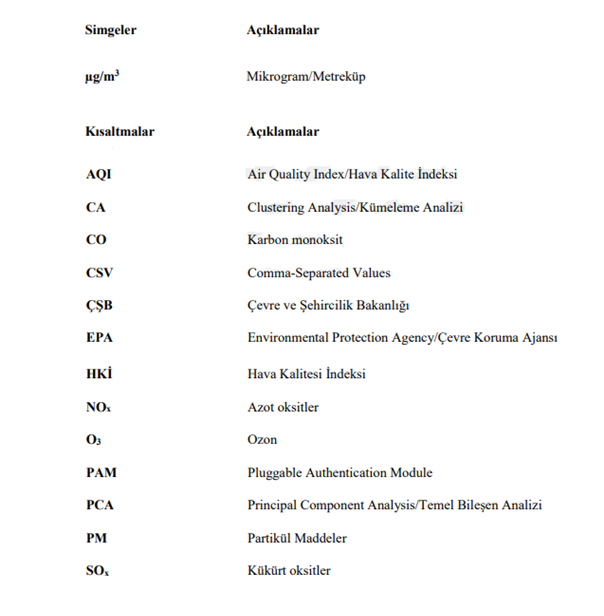 Simgeler Açıklamalar
µg/m³ Mikrogram/Metreküp
Kısaltmalar Açıklamalar
AQI Air Quality Index/Hava Kalite İndeksi
CA Clustering Analysis/Kümeleme Analizi
CO Karbon monoksit
CSV Comma-Separated Values
ÇŞB Çevre ve Şehircilik Bakanlığı
EPA Environmental Protection Agency/Çevre Koruma Ajansı
HKİ Hava Kalitesi İndeksi
NOₓ Azot oksitler
O₃ Ozon
PAM Pluggable Authentication Module
PCA Principal Component Analysis/Temel Bileşen Analizi
PM Partikül Maddeler
SOₓ Kükürt oksitler